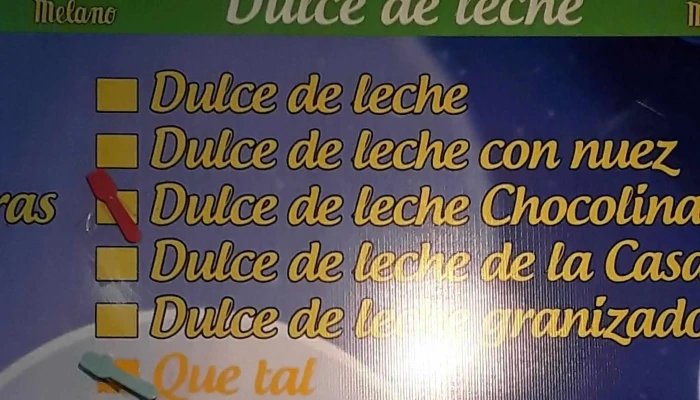 Melano Dulce de leche
Dulce de leche
Dulce de leche con nuez
ras Dulce de leche Chocolina
Dulce de leche de la Casa
Dulce de leche granizado
Que tal